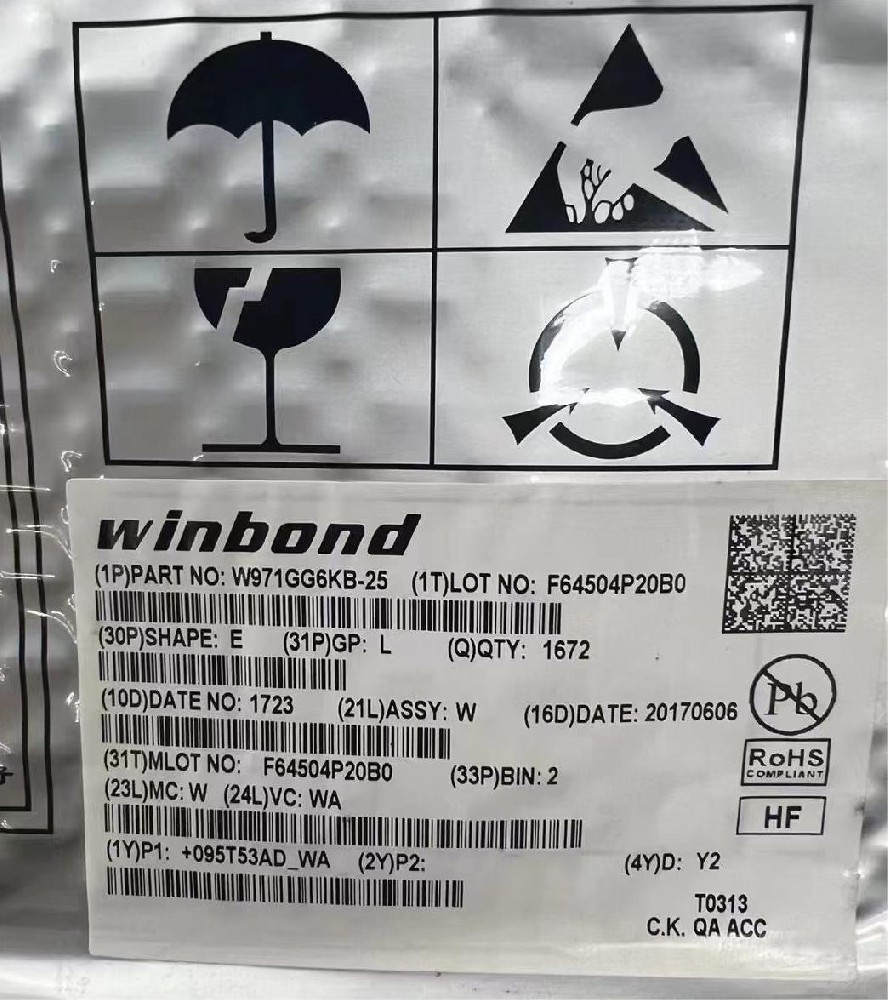 winbond
(1P)PART NO: W971GG6KB-25 (1T)LOT NO: F64504P20B0
(30P)SHAPE: E (31P)GP: L (Q)QTY: 1672
(10D)DATE NO: 1723 (21L)ASSY: W (16D)DATE: 20170606
(31T)MLOT NO: F64504P20B0 (33P)BIN: 2
(23L)MC: W (24L)VC: WA
(1Y)P1: +095T53AD_WA (2Y)P2: (4Y)D: Y2
Pb
RoHS
COMPLIANT
HF
T0313
C.K. QA ACC